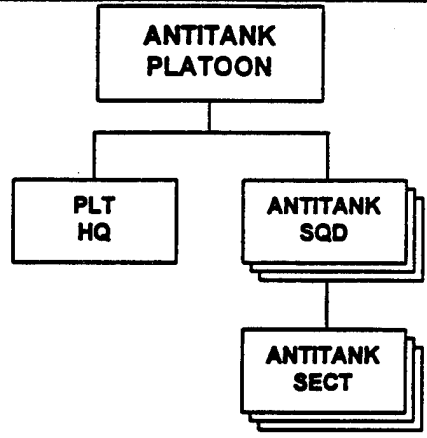 ANTITANK
PLATOON
PLT
HQ
ANTITANK
SQD
ANTITANK
SECT